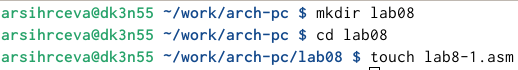 arsihrceva@dk3n55 ~/work/arch-pc $ mkdir lab08
arsihrceva@dk3n55 ~/work/arch-pc $ cd lab08
arsihrceva@dk3n55 ~/work/arch-pc/lab08 $ touch lab8-1.asm